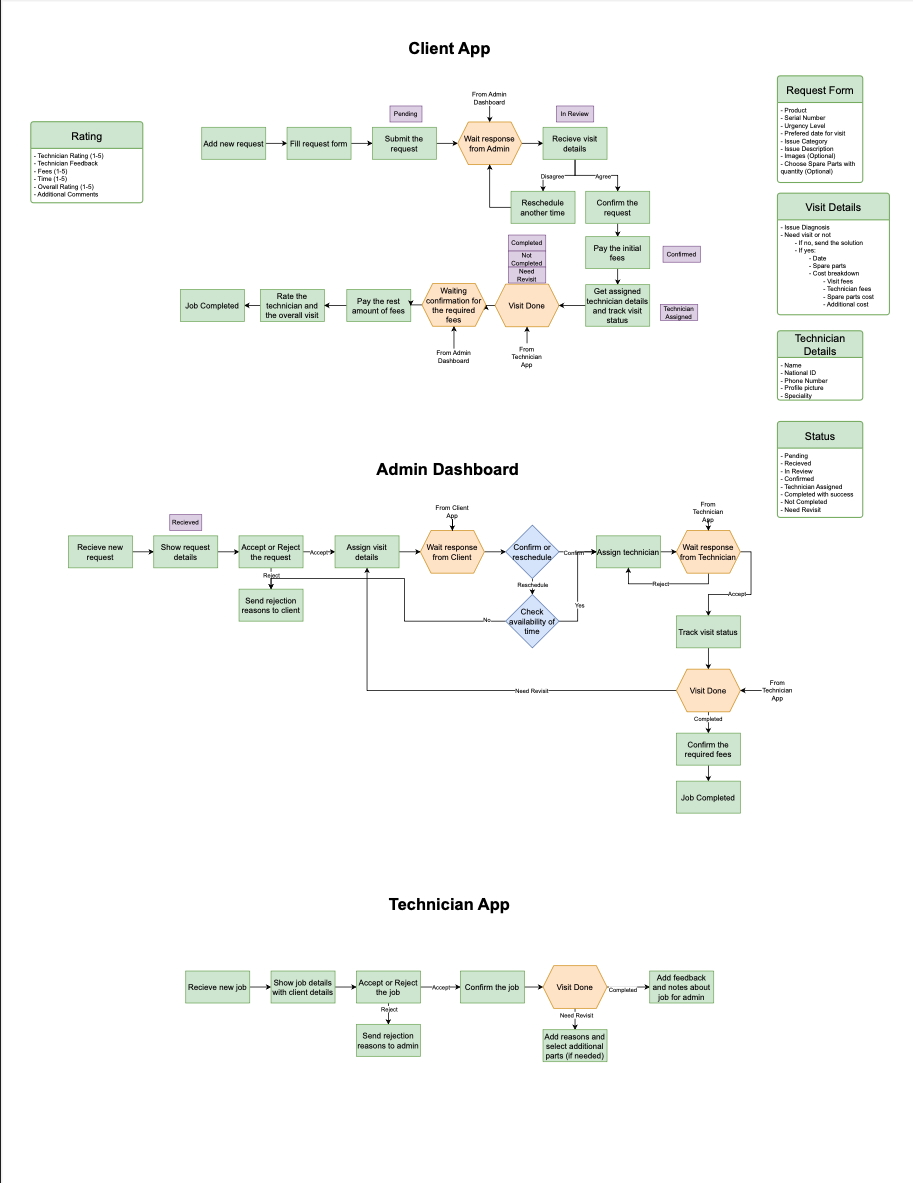 Client App
Rating
- Technician Rating (1-5)
- Technician Feedback
- Fees (1-5)
- Time (1-5)
- Overall Rating (1-5)
- Additional Comments
Add new request
Fill request form
Pending
Submit the
request
From Admin
Dashboard
Wait response
from Admin
In Review
Recieve visit
details
Disagree
Agree
Reschedule
another time
Confirm the
request
Pay the initial
fees
Confirmed
Get assigned
technician details
and track visit
status
Technician
Assigned
Completed
Not
Completed
Need
Revisit
Visit Done
From
Technician
App
Waiting
confirmation for
the required
fees
From Admin
Dashboard
Pay the rest
amount of fees
Rate the
technician and
the overall visit
Job Completed
Request Form
- Product
- Serial Number
- Urgency Level
- Prefered date for visit
- Issue Category
- Issue Description
- Images (Optional)
- Choose Spare Parts with
quantity (Optional)
Visit Details
- Issue Diagnosis
- Need visit or not
- If no, send the solution
- If yes:
- Date
- Spare parts
- Cost breakdown
- Visit fees
- Technician fees
- Spare parts cost
- Additional cost
Technician
Details
- Name
- National ID
- Phone Number
- Profile picture
- Speciality
Status
- Pending
- Recieved
- In Review
- Confirmed
- Technician Assigned
- Completed with success
- Not Completed
- Need Revisit
Admin Dashboard
Recieve new
request
Recieved
Show request
details
Accept or Reject
the request
Accept
Reject
Send rejection
reasons to client
Assign visit
details
From Client
App
Wait response
from Client
Confirm or
reschedule
Confirm
Reschedule
Check
availability of
time
No
Yes
Assign technician
From
Technician
App
Wait response
from Technician
Reject
Accept
Track visit status
Visit Done
From
Technician
App
Need Revisit
Completed
Confirm the
required fees
Job Completed
Technician App
Recieve new job
Show job details
with client details
Accept or Reject
the job
Accept
Reject
Send rejection
reasons to admin
Confirm the job
Visit Done
Completed
Need Revisit
Add feedback
and notes about
job for admin
Add reasons and
select additional
parts (if needed)